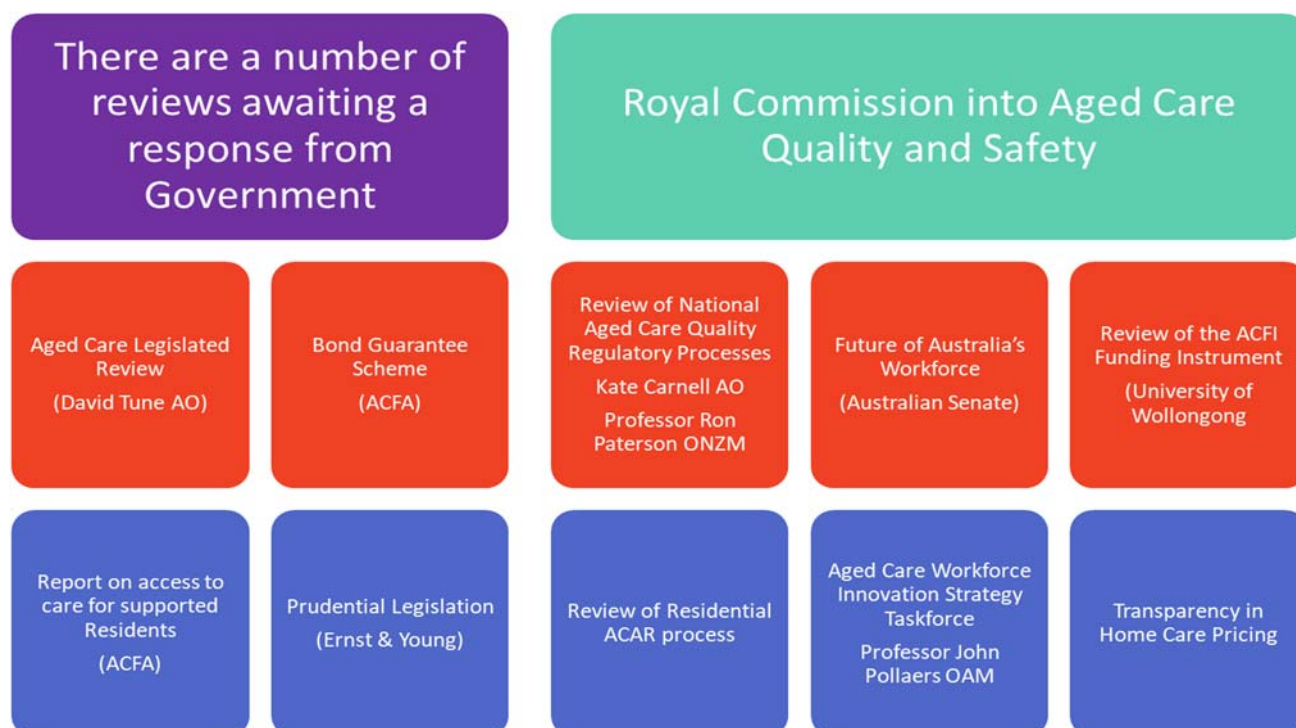 There are a number of
reviews awaiting a
response from
Government
Royal Commission into Aged Care
Quality and Safety
Aged Care Legislated
Review
(David Tune AO)
Bond Guarantee
Scheme
(ACFA)
Review of National
Aged Care Quality
Regulatory Processes
Kate Carnell AO
Professor Ron
Paterson ONZM
Future of Australia’s
Workforce
(Australian Senate)
Review of the ACFI
Funding Instrument
(University of
Wollongong
Report on access to
care for supported
Residents
(ACFA)
Prudential Legislation
(Ernst & Young)
Review of Residential
ACAR process
Aged Care Workforce
Innovation Strategy
Taskforce
Professor John
Pollaers OAM
Transparency in
Home Care Pricing